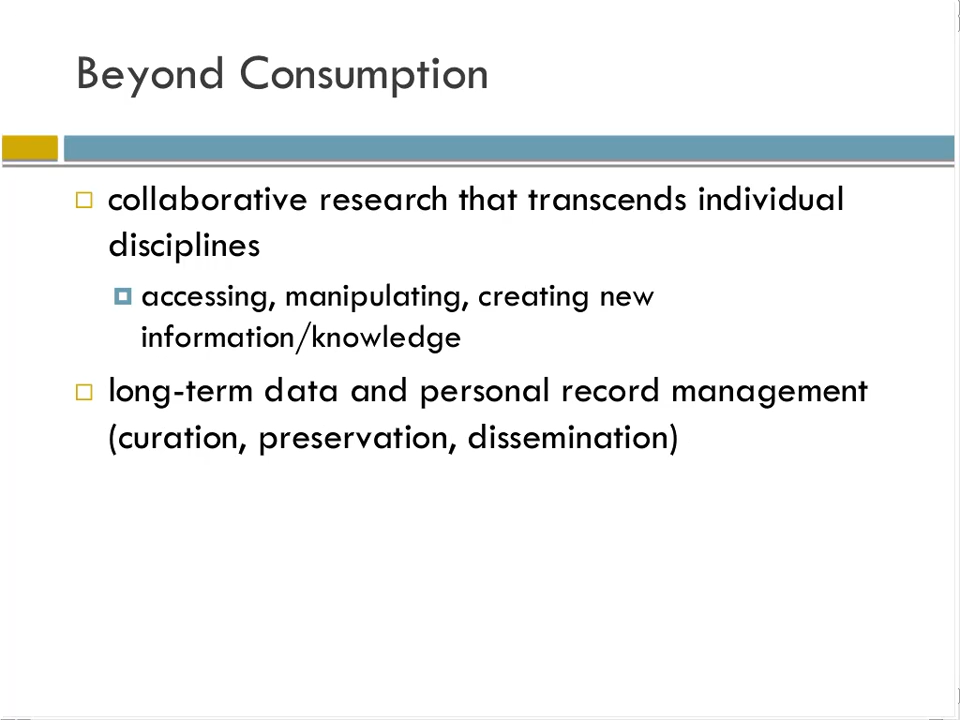 Beyond Consumption
collaborative research that transcends individual
disciplines
accessing, manipulating, creating new
information/knowledge
long-term data and personal record management
(curation, preservation, dissemination)